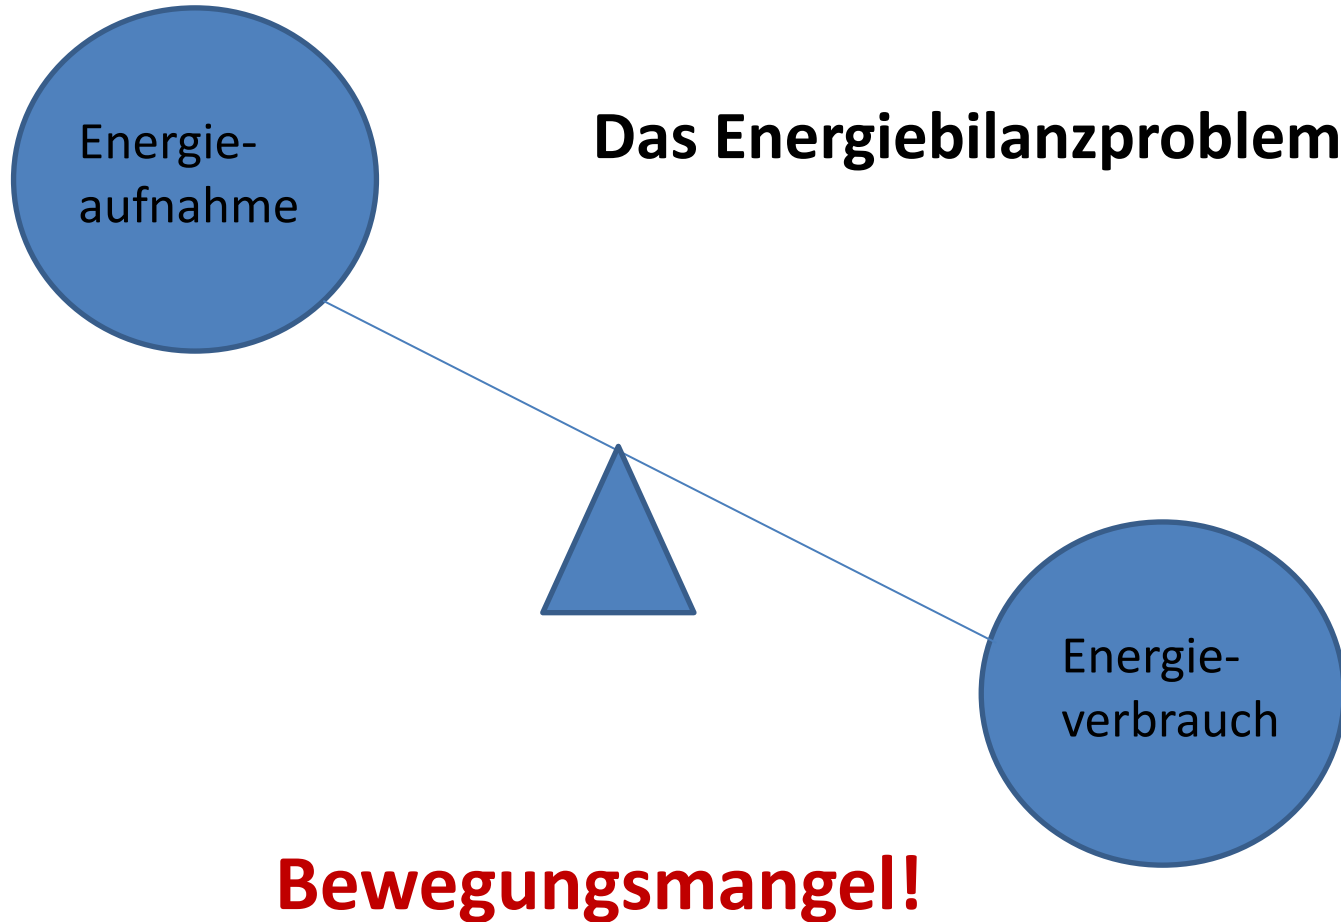 Das Energiebilanzproblem
Energie-
aufnahme
Energie-
verbrauch
Bewegungsmangel!